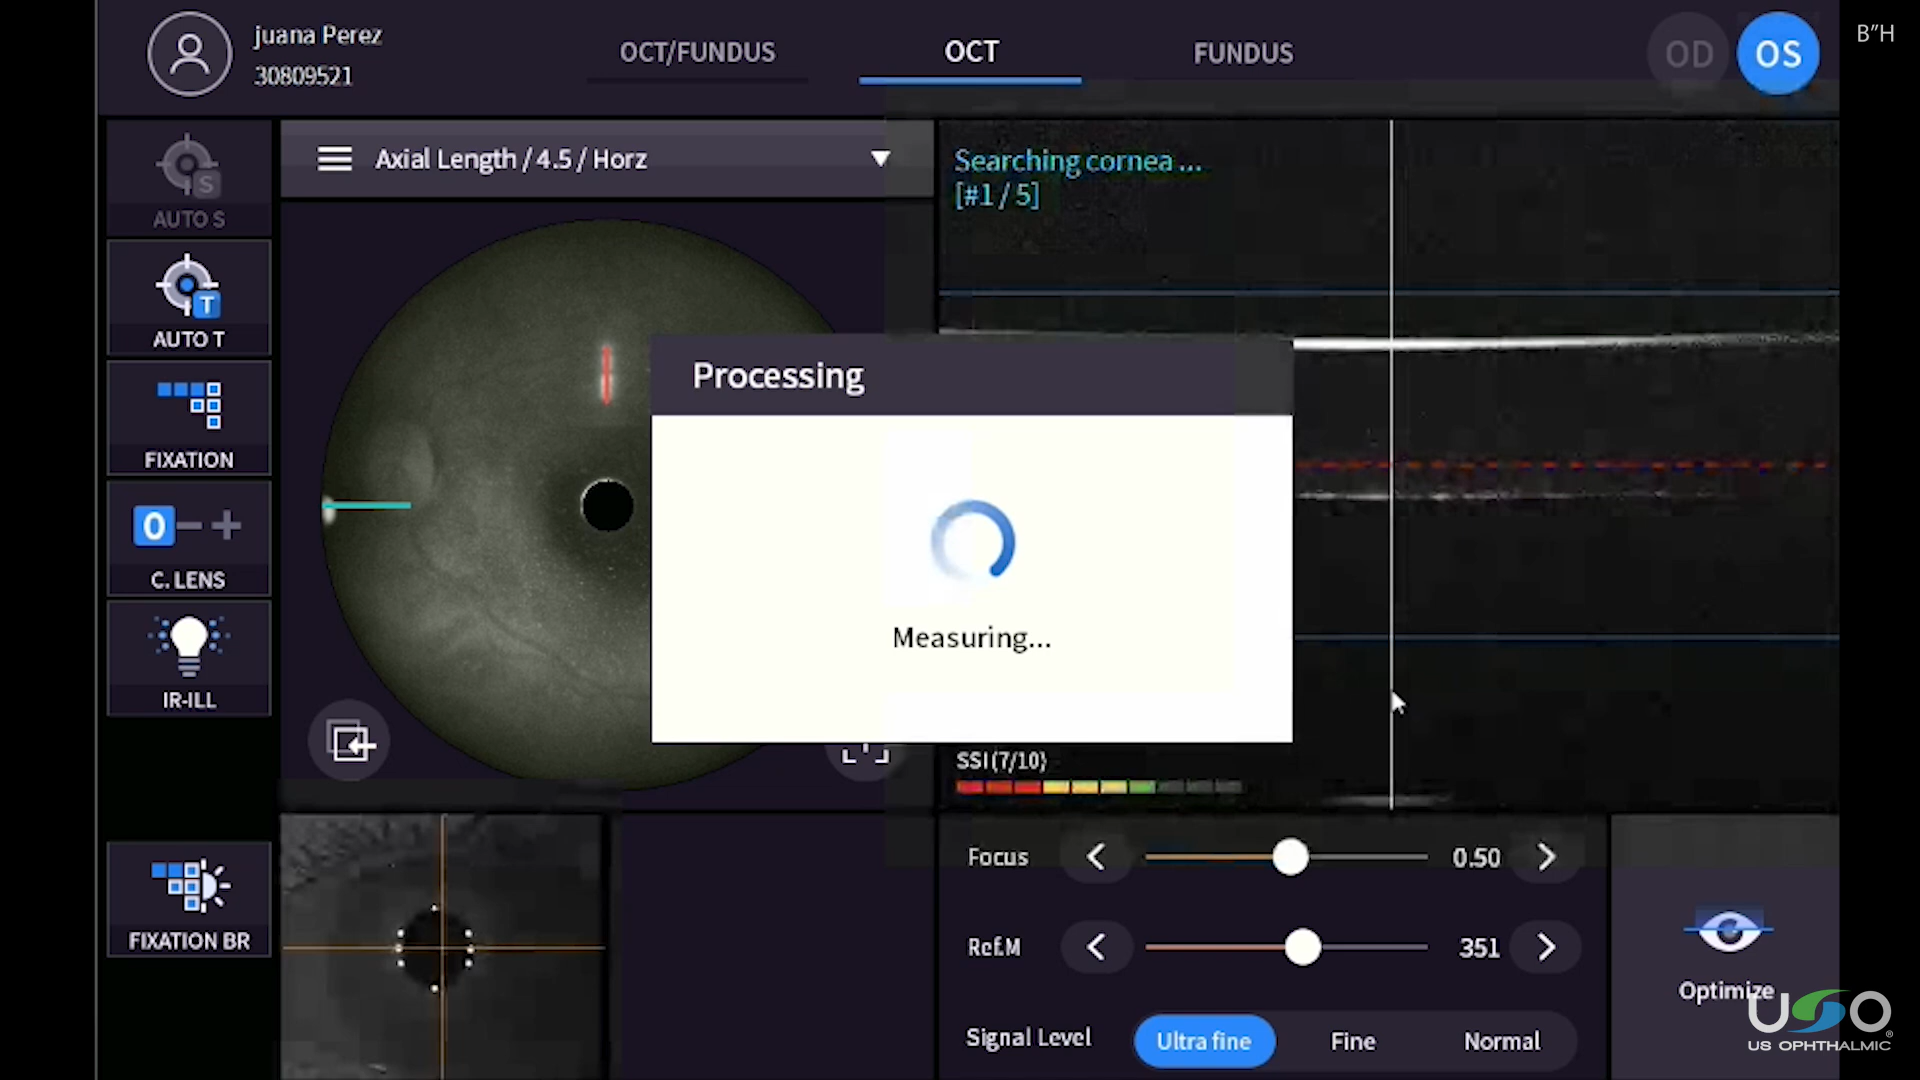 juana Perez
30809521
OCT/FUNDUS
OCT
FUNDUS
OD
OS
B"H
S
AUTO S
T
AUTO T
FIXATION
0 - +
C. LENS
IR-ILL
FIXATION BR
Axial Length / 4.5 / Horz
Searching cornea ...
[#1 / 5]
Processing
Measuring...
SSI(7/10)
Focus
0.50
Ref.M
351
Signal Level
Ultra fine
Fine
Normal
Optimize
USO®
US OPHTHALMIC